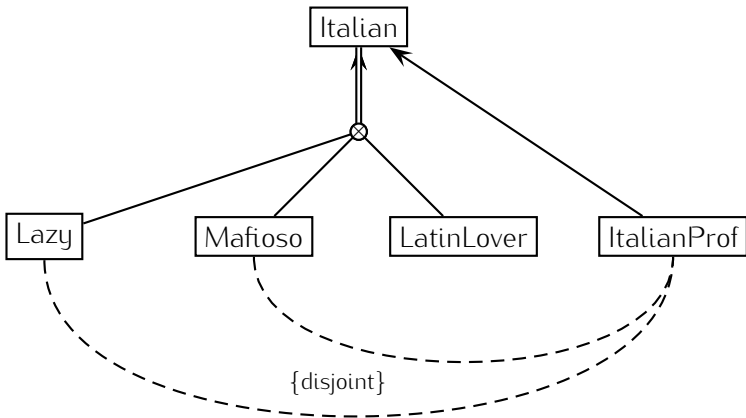 Italian
Lazy
Mafioso
LatinLover
ItalianProf
{disjoint}